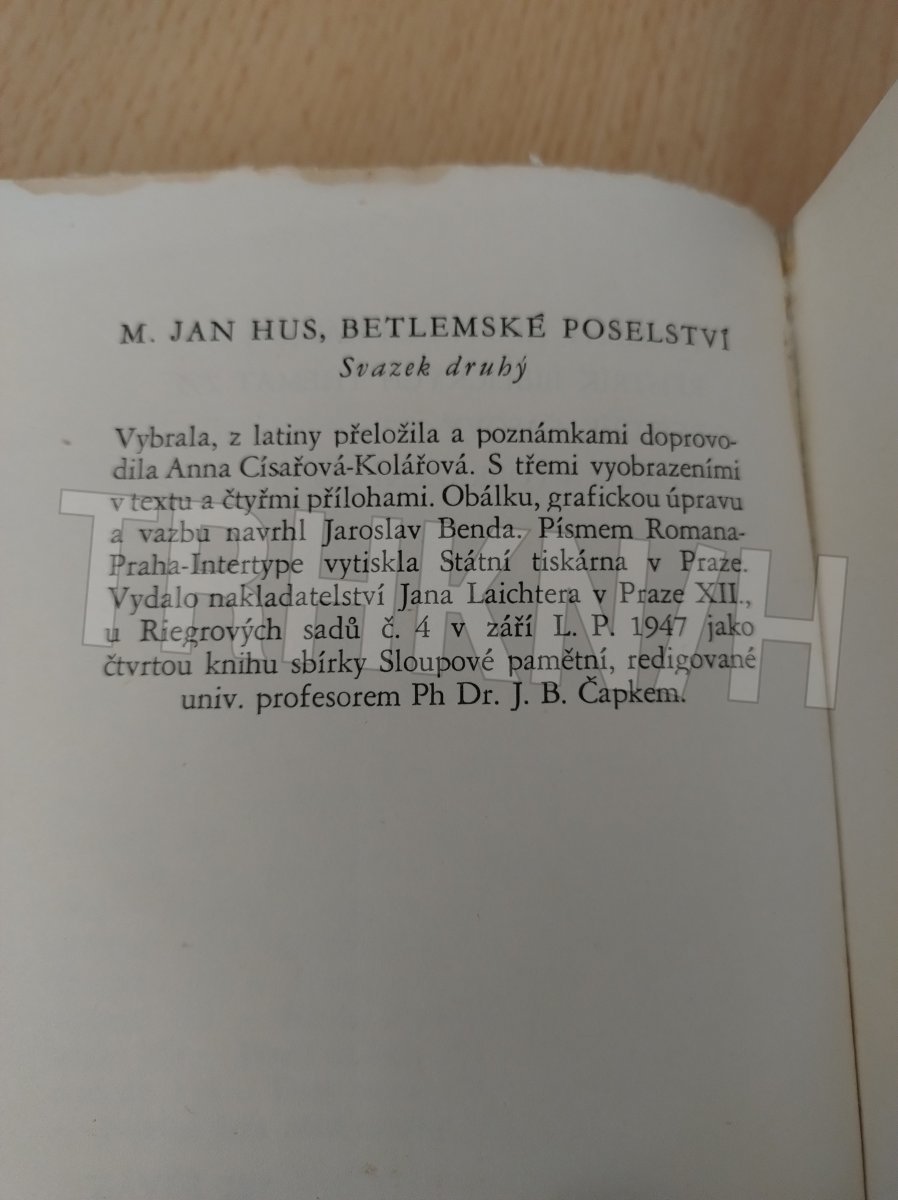 M. JAN HUS, BETLEMSKÉ POSELSTVÍ
Svazek druhý
Vybrala, z latiny přeložila a poznámkami doprovo-
dila Anna Císařová-Kolářová. S třemi vyobrazeními
v textu a čtyřmi přílohami. Obálku, grafickou úpravu
a vazbu navrhl Jaroslav Benda. Písmem Romana-
Praha-Intertype vytiskla Státní tiskárna v Praze.
Vydalo nakladatelství Jana Laichtera v Praze XII.,
u Riegrových sadů č. 4 v září L. P. 1947 jako
čtvrtou knihu sbírky Sloupové pamětní, redigované
univ. profesorem Ph Dr. J. B. Čapkem.
TRHKNIH